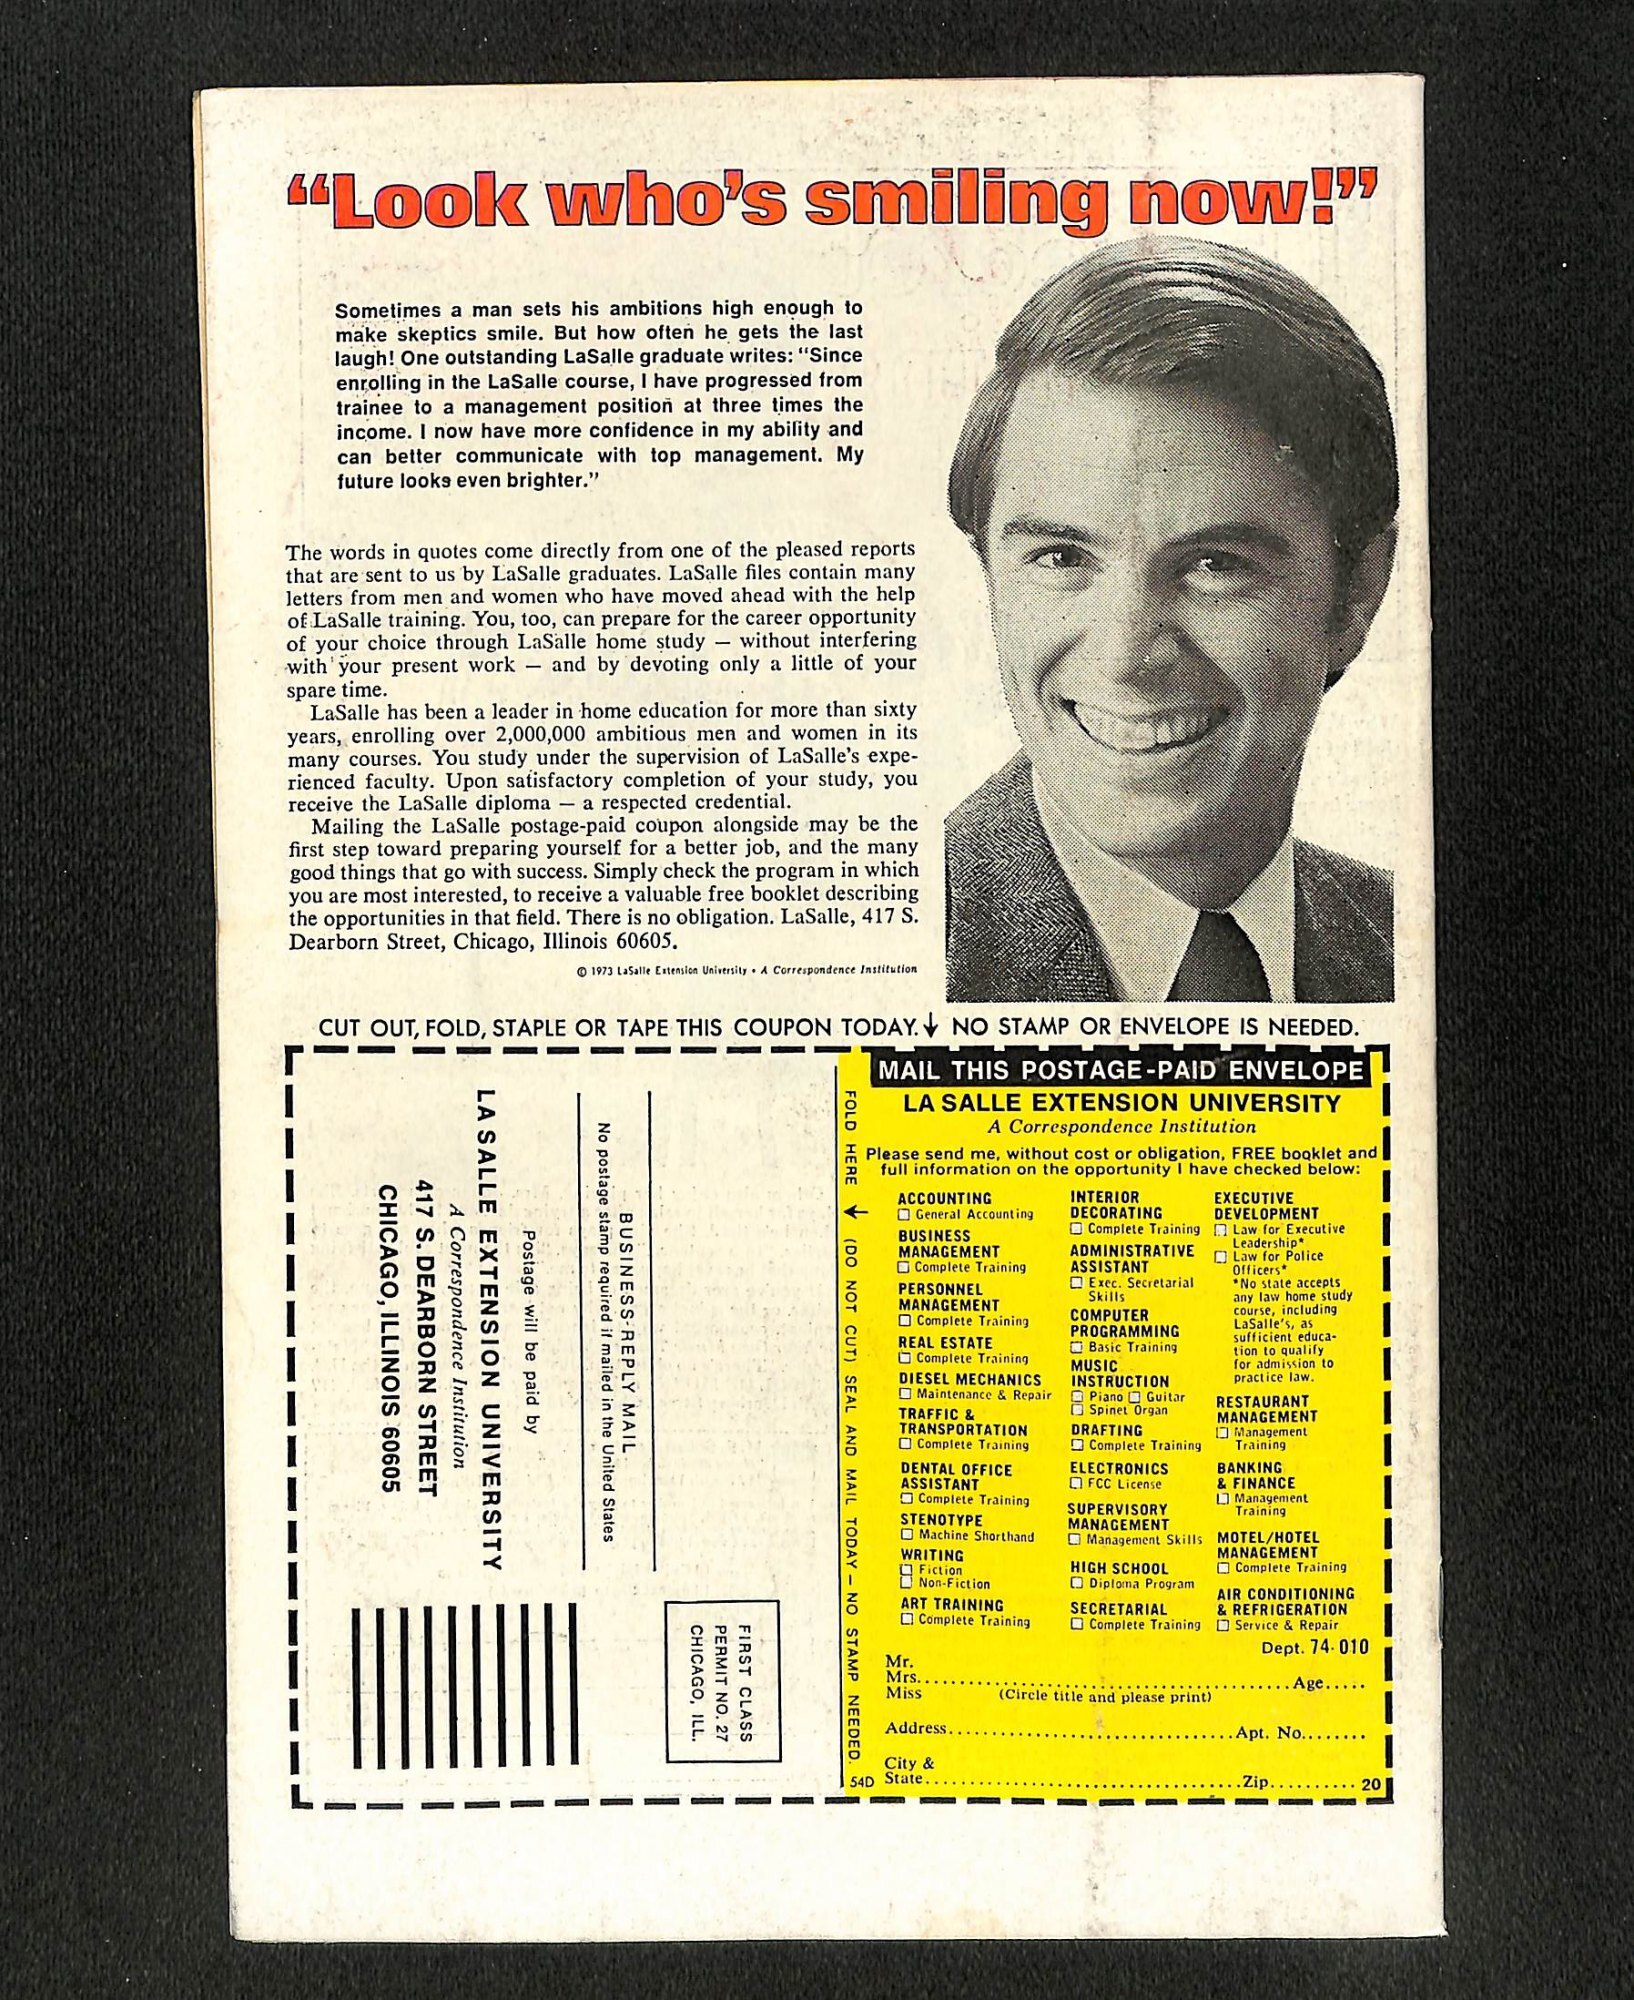 “Look who’s smiling now!”
Sometimes a man sets his ambitions high enough to
make skeptics smile. But how often he gets the last
laugh! One outstanding LaSalle graduate writes: “Since
enrolling in the LaSalle course, I have progressed from
trainee to a management position at three times the
income. I now have more confidence in my ability and
can better communicate with top management. My
future looks even brighter.”
The words in quotes come directly from one of the pleased reports
that are sent to us by LaSalle graduates. LaSalle files contain many
letters from men and women who have moved ahead with the help
of LaSalle training. You, too, can prepare for the career opportunity
of your choice through LaSalle home study — without interfering
with your present work — and by devoting only a little of your
spare time.
LaSalle has been a leader in home education for more than sixty
years, enrolling over 2,000,000 ambitious men and women in its
many courses. You study under the supervision of LaSalle’s expe-
rienced faculty. Upon satisfactory completion of your study, you
receive the LaSalle diploma — a respected credential.
Mailing the LaSalle postage-paid coupon alongside may be the
first step toward preparing yourself for a better job, and the many
good things that go with success. Simply check the program in which
you are most interested, to receive a valuable free booklet describing
the opportunities in that field. There is no obligation. LaSalle, 417 S.
Dearborn Street, Chicago, Illinois 60605.
© 1973 LaSalle Extension University • A Correspondence Institution
CUT OUT, FOLD, STAPLE OR TAPE THIS COUPON TODAY. ↓ NO STAMP OR ENVELOPE IS NEEDED.
FIRST CLASS
PERMIT NO. 27
CHICAGO, ILL.
BUSINESS REPLY MAIL
No postage stamp required if mailed in the United States
Postage will be paid by
LA SALLE EXTENSION UNIVERSITY
A Correspondence Institution
417 S. DEARBORN STREET
CHICAGO, ILLINOIS 60605
FOLD HERE ↓ (DO NOT CUT) SEAL AND MAIL TODAY — NO STAMP NEEDED.
MAIL THIS POSTAGE-PAID ENVELOPE
LA SALLE EXTENSION UNIVERSITY
A Correspondence Institution
Please send me, without cost or obligation, FREE booklet and
full information on the opportunity I have checked below:
ACCOUNTING
☐ General Accounting
BUSINESS
MANAGEMENT
☐ Complete Training
PERSONNEL
MANAGEMENT
☐ Complete Training
REAL ESTATE
☐ Complete Training
DIESEL MECHANICS
☐ Maintenance & Repair
TRAFFIC &
TRANSPORTATION
☐ Complete Training
DENTAL OFFICE
ASSISTANT
☐ Complete Training
STENOTYPE
☐ Machine Shorthand
WRITING
☐ Fiction
☐ Non-Fiction
ART TRAINING
☐ Complete Training
INTERIOR
DECORATING
☐ Complete Training
ADMINISTRATIVE
ASSISTANT
☐ Exec. Secretarial
Skills
COMPUTER
PROGRAMMING
☐ Basic Training
MUSIC
INSTRUCTION
☐ Piano ☐ Guitar
☐ Spinet Organ
DRAFTING
☐ Complete Training
ELECTRONICS
☐ FCC License
SUPERVISORY
MANAGEMENT
☐ Management Skills
HIGH SCHOOL
☐ Diploma Program
SECRETARIAL
☐ Complete Training
EXECUTIVE
DEVELOPMENT
☐ Law for Executive
Leadership*
☐ Law for Police
Officers*
*No state accepts
any law home study
course, including
LaSalle's, as
sufficient educa-
tion to qualify
for admission to
practice law.
RESTAURANT
MANAGEMENT
☐ Management
Training
BANKING
& FINANCE
☐ Management
Training
MOTEL/HOTEL
MANAGEMENT
☐ Complete Training
AIR CONDITIONING
& REFRIGERATION
☐ Service & Repair
Dept. 74-010
Mr.
Mrs. ........ Age.....
Miss (Circle title and please print)
Address........ Apt. No........
City &
State........ Zip.......... 20
54D